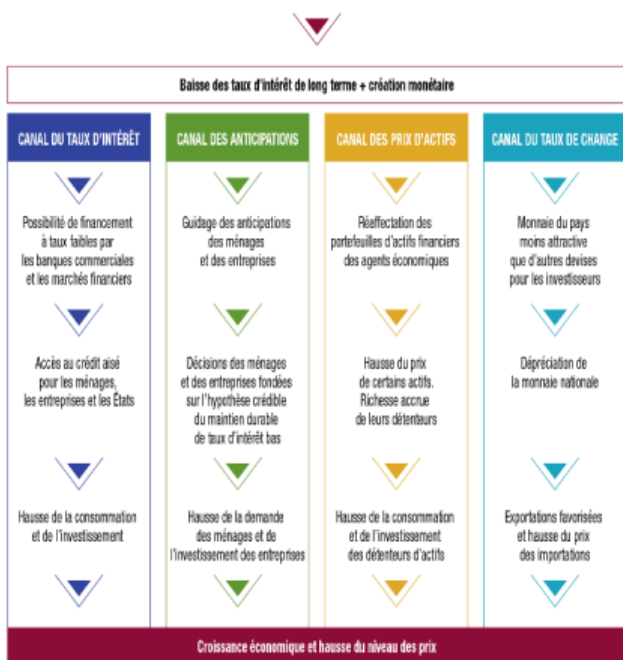 Baisse des taux d'intérêt de long terme + création monétaire
CANAL DU TAUX D'INTÉRÊT
Possibilité de financement
à taux faibles par
les banques commerciales
et les marchés financiers
Accès au crédit aisé
pour les ménages,
les entreprises et les États
Hausse de la consommation
et de l'investissement
CANAL DES ANTICIPATIONS
Guidage des anticipations
des ménages
et des entreprises
Décisions des ménages
et des entreprises fondées
sur l'hypothèse crédible
du maintien durable
de taux d'intérêt bas
Hausse de la demande
des ménages et de
l'investissement des entreprises
CANAL DES PRIX D'ACTIFS
Réaffectation des
portefeuilles d'actifs financiers
des agents économiques
Hausse du prix
de certains actifs.
Richesse accrue
de leurs détenteurs
Hausse de la consommation
et de l'investissement
des détenteurs d'actifs
CANAL DU TAUX DE CHANGE
Monnaie du pays
moins attractive
que d'autres devises
pour les investisseurs
Dépréciation de
la monnaie nationale
Exportations favorisées
et hausse du prix
des importations
Croissance économique et hausse du niveau des prix